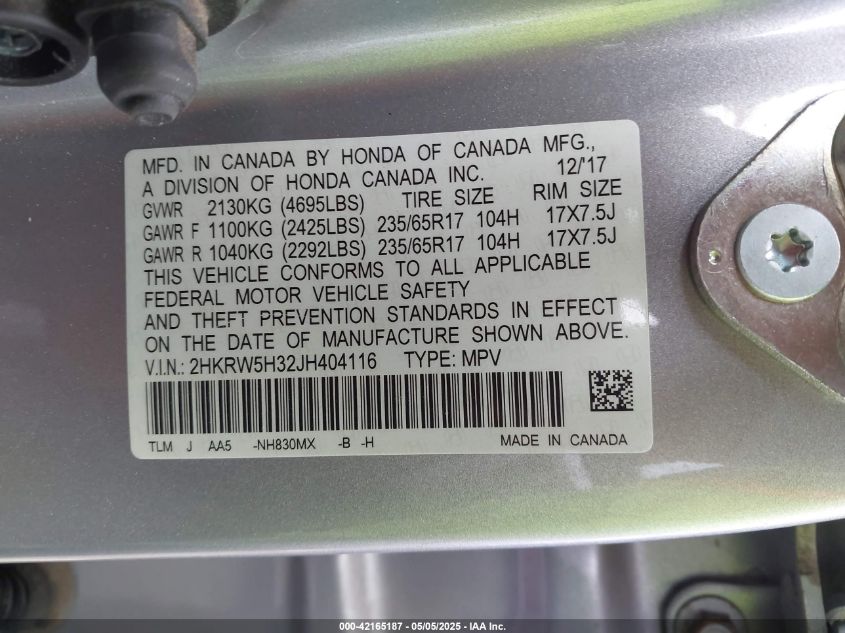 MFD. IN CANADA BY HONDA OF CANADA MFG.,
A DIVISION OF HONDA CANADA INC. 12/'17
GVWR 2130KG (4695LBS) TIRE SIZE RIM SIZE
GAWR F 1100KG (2425LBS) 235/65R17 104H 17X7.5J
GAWR R 1040KG (2292LBS) 235/65R17 104H 17X7.5J
THIS VEHICLE CONFORMS TO ALL APPLICABLE
FEDERAL MOTOR VEHICLE SAFETY
AND THEFT PREVENTION STANDARDS IN EFFECT
ON THE DATE OF MANUFACTURE SHOWN ABOVE.
V.I.N.: 2HKRW5H32JH404116 TYPE: MPV
TLM J AA5 -NH830MX -B -H MADE IN CANADA
000-42165187 - 05/05/2025 - IAA Inc.